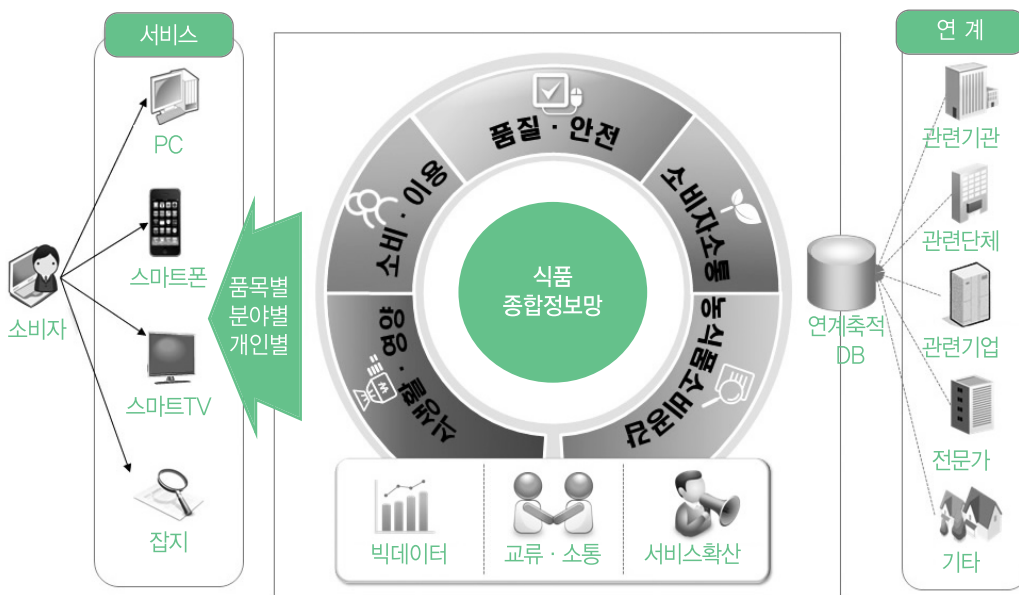 서비스
PC
스마트폰
스마트TV
잡지
소비자
품목별
분야별
개인별
품질 · 안전
소비 · 이용
소비자소통
식생활 · 영양
농식품소비공감
식품
종합정보망
빅데이터
교류 · 소통
서비스확산
연계축적
DB
연 계
관련기관
관련단체
관련기업
전문가
기타